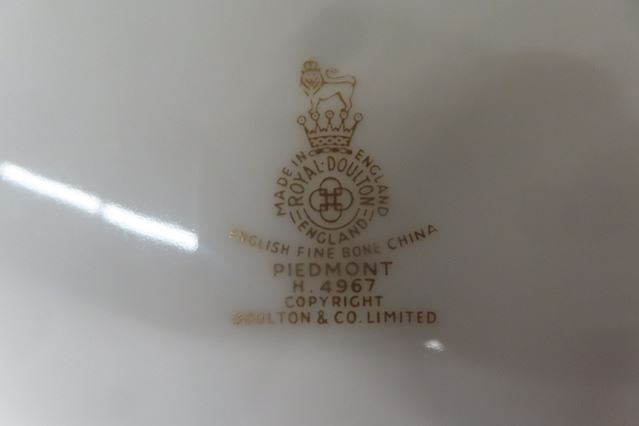 MADE IN ENGLAND
ROYAL·DOULTON
ENGLAND
ENGLISH FINE BONE CHINA
PIEDMONT
H. 4967
COPYRIGHT
DOULTON & CO. LIMITED